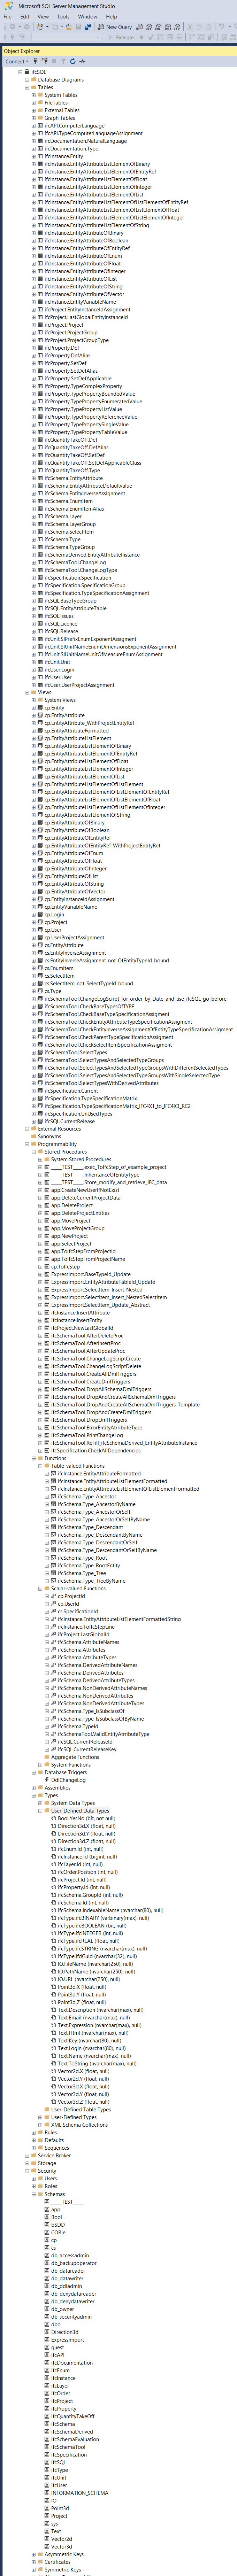 Microsoft SQL Server Management Studio
File Edit View Tools Window Help
New Query
Execute
Object Explorer
Connect
ifcSQL
Database Diagrams
Tables
System Tables
FileTables
External Tables
Graph Tables
ifcAPI.ComputerLanguage
ifcAPI.TypeComputerLanguageAssignment
ifcDocumentation.NaturalLanguage
ifcDocumentation.Type
ifcInstance.Entity
ifcInstance.EntityAttributeListElementOfBinary
ifcInstance.EntityAttributeListElementOfEntityRef
ifcInstance.EntityAttributeListElementOfFloat
ifcInstance.EntityAttributeListElementOfInteger
ifcInstance.EntityAttributeListElementOfList
ifcInstance.EntityAttributeListElementOfListElementOfEntityRef
ifcInstance.EntityAttributeListElementOfListElementOfFloat
ifcInstance.EntityAttributeListElementOfListElementOfInteger
ifcInstance.EntityAttributeListElementOfString
ifcInstance.EntityAttributeOfBinary
ifcInstance.EntityAttributeOfBoolean
ifcInstance.EntityAttributeOfEntityRef
ifcInstance.EntityAttributeOfEnum
ifcInstance.EntityAttributeOfFloat
ifcInstance.EntityAttributeOfInteger
ifcInstance.EntityAttributeOfList
ifcInstance.EntityAttributeOfString
ifcInstance.EntityAttributeOfVector
ifcInstance.EntityVariableName
ifcProject.EntityInstanceIdAssignment
ifcProject.LastGlobalEntityInstanceId
ifcProject.Project
ifcProject.ProjectGroup
ifcProject.ProjectGroupType
ifcProperty.Def
ifcProperty.DefAlias
ifcProperty.SetDef
ifcProperty.SetDefAlias
ifcProperty.SetDefApplicable
ifcProperty.TypeComplexProperty
ifcProperty.TypePropertyBoundedValue
ifcProperty.TypePropertyEnumeratedValue
ifcProperty.TypePropertyListValue
ifcProperty.TypePropertyReferenceValue
ifcProperty.TypePropertySingleValue
ifcProperty.TypePropertyTableValue
ifcQuantityTakeOff.Def
ifcQuantityTakeOff.DefAlias
ifcQuantityTakeOff.SetDef
ifcQuantityTakeOff.SetDefApplicableClass
ifcQuantityTakeOff.Type
ifcSchema.EntityAttribute
ifcSchema.EntityAttributeDefaultvalue
ifcSchema.EntityInverseAssignment
ifcSchema.EnumItem
ifcSchema.EnumItemAlias
ifcSchema.Layer
ifcSchema.LayerGroup
ifcSchema.SelectItem
ifcSchema.Type
ifcSchema.TypeGroup
ifcSchemaDerived.EntityAttributeInstance
ifcSchemaTool.ChangeLog
ifcSchemaTool.ChangeLogType
ifcSpecification.Specification
ifcSpecification.SpecificationGroup
ifcSpecification.TypeSpecificationAssignment
ifcSQL.BaseTypeGroup
ifcSQL.EntityAttributeTable
ifcSQL.Issues
ifcSQL.Licence
ifcSQL.Release
ifcUnit.SIPrefixEnumExponentAssigment
ifcUnit.SIUnitNameEnumDimensionsExponentAssignment
ifcUnit.SIUnitNameUnitOfMeasureEnumAssignment
ifcUnit.Unit
ifcUser.Login
ifcUser.User
ifcUser.UserProjectAssignment
Views
System Views
cp.Entity
cp.EntityAttribute
cp.EntityAttribute_WithProjectEntityRef
cp.EntityAttributeFormatted
cp.EntityAttributeListElement
cp.EntityAttributeListElementOfBinary
cp.EntityAttributeListElementOfEntityRef
cp.EntityAttributeListElementOfFloat
cp.EntityAttributeListElementOfInteger
cp.EntityAttributeListElementOfList
cp.EntityAttributeListElementOfListElement
cp.EntityAttributeListElementOfListElementOfEntityRef
cp.EntityAttributeListElementOfListElementOfFloat
cp.EntityAttributeListElementOfListElementOfInteger
cp.EntityAttributeListElementOfString
cp.EntityAttributeOfBinary
cp.EntityAttributeOfBoolean
cp.EntityAttributeOfEntityRef
cp.EntityAttributeOfEntityRef_WithProjectEntityRef
cp.EntityAttributeOfEnum
cp.EntityAttributeOfFloat
cp.EntityAttributeOfInteger
cp.EntityAttributeOfList
cp.EntityAttributeOfString
cp.EntityAttributeOfVector
cp.EntityInstanceIdAssignment
cp.EntityVariableName
cp.Login
cp.Project
cp.User
cp.UserProjectAssignment
cs.EntityAttribute
cs.EntityInverseAssignment
cs.EntityInverseAssignment_not_OfEntityTypeId_bound
cs.EnumItem
cs.SelectItem
cs.SelectItem_not_SelectTypeId_bound
cs.Type
ifcSchemaTool.ChangeLogScript_for_order_by_Date_and_use_ifcSQL_go_before
ifcSchemaTool.CheckBaseTypesOfTYPE
ifcSchemaTool.CheckBaseTypeSpecificationAssigment
ifcSchemaTool.CheckEntityAttributeTypeSpecificationAssigment
ifcSchemaTool.CheckEntityInverseAssignmentOfEntityTypeSpecificationAssigment
ifcSchemaTool.CheckParentTypeSpecificationAssigment
ifcSchemaTool.CheckSelectItemSpecificationAssigment
ifcSchemaTool.SelectTypes
ifcSchemaTool.SelectTypesAndSelectedTypeGroups
ifcSchemaTool.SelectTypesAndSelectedTypeGroupsWithDifferentSelectedTypes
ifcSchemaTool.SelectTypesAndSelectedTypeGroupsWithSingleSelectedType
ifcSchemaTool.SelectTypesWithDerivedAttributes
ifcSpecification.Current
ifcSpecification.TypeSpecificationMatrix
ifcSpecification.TypeSpecificationMatrix_IFC4X1_to_IFC4X3_RC2
ifcSpecification.UnUsedTypes
ifcSQL.CurrentRelease
External Resources
Synonyms
Programmability
Stored Procedures
System Stored Procedures
____TEST____.exec_ToIfcStep_of_example_project
____TEST____.InheritanceOfEntityType
____TEST____.Store_modify_and_retrieve_IFC_data
app.CreateNewUserIfNotExist
app.DeleteCurrentProjectData
app.DeleteProject
app.DeleteProjectEntities
app.MoveProject
app.MoveProjectGroup
app.NewProject
app.SelectProject
app.ToIfcStepFromProjectId
app.ToIfcStepFromProjectName
cp.ToIfcStep
ExpressImport.BaseTypeId_Update
ExpressImport.EntityAttributeTableId_Update
ExpressImport.SelectItem_Insert_Nested
ExpressImport.SelectItem_Insert_NestedSelectItem
ExpressImport.SelectItem_Update_Abstract
ifcInstance.InsertAttribute
ifcInstance.InsertEntity
ifcProject.NewLastGlobalId
ifcSchemaTool.AfterDeleteProc
ifcSchemaTool.AfterInsertProc
ifcSchemaTool.AfterUpdateProc
ifcSchemaTool.ChangeLogScriptCreate
ifcSchemaTool.ChangeLogScriptDelete
ifcSchemaTool.CreateAllDmlTriggers
ifcSchemaTool.CreateDmlTriggers
ifcSchemaTool.DropAllSchemaDmlTriggers
ifcSchemaTool.DropAndCreateAllSchemaDmlTriggers
ifcSchemaTool.DropAndCreateAllSchemaDmlTriggers_Template
ifcSchemaTool.DropAndCreateDmlTriggers
ifcSchemaTool.DropDmlTriggers
ifcSchemaTool.ErrorEntityAttributeType
ifcSchemaTool.PrintChangeLog
ifcSchemaTool.ReFill_ifcSchemaDerived_EntityAttributeInstance
ifcSpecification.CheckAllDependencies
Functions
Table-valued Functions
ifcInstance.EntityAttributeFormatted
ifcInstance.EntityAttributeListElementFormatted
ifcInstance.EntityAttributeListElementOfListElementFormatted
ifcSchema.Type_Ancestor
ifcSchema.Type_AncestorByName
ifcSchema.Type_AncestorOrSelf
ifcSchema.Type_AncestorOrSelfByName
ifcSchema.Type_Descendant
ifcSchema.Type_DescendantByName
ifcSchema.Type_DescendantOrSelf
ifcSchema.Type_DescendantOrSelfByName
ifcSchema.Type_Root
ifcSchema.Type_RootEntity
ifcSchema.Type_Tree
ifcSchema.Type_TreeByName
Scalar-valued Functions
cp.ProjectId
cp.UserId
cs.SpecificationId
ifcInstance.EntityAttributeListElementFormattedString
ifcInstance.ToIfcStepLine
ifcProject.LastGlobalId
ifcSchema.AttributeNames
ifcSchema.Attributes
ifcSchema.AttributeTypes
ifcSchema.DerivedAttributeNames
ifcSchema.DerivedAttributes
ifcSchema.DerivedAttributeTypes
ifcSchema.NonDerivedAttributeNames
ifcSchema.NonDerivedAttributes
ifcSchema.NonDerivedAttributeTypes
ifcSchema.Type_IsSubclassOf
ifcSchema.Type_IsSubclassOfByName
ifcSchema.TypeId
ifcSchemaTool.ValidEntityAttributeType
ifcSQL.CurrentReleaseId
ifcSQL.CurrentReleaseKey
Aggregate Functions
System Functions
Database Triggers
DdlChangeLog
Assemblies
Types
System Data Types
User-Defined Data Types
Bool.YesNo (bit, not null)
Direction3d.X (float, null)
Direction3d.Y (float, null)
Direction3d.Z (float, null)
ifcEnum.Id (int, null)
ifcInstance.Id (bigint, null)
ifcLayer.Id (int, null)
ifcOrder.Position (int, null)
ifcProject.Id (int, null)
ifcProperty.Id (int, null)
ifcSchema.GroupId (int, null)
ifcSchema.Id (int, null)
ifcSchema.IndexableName (nvarchar(80), null)
ifcType.ifcBINARY (varbinary(max), null)
ifcType.ifcBOOLEAN (bit, null)
ifcType.ifcINTEGER (int, null)
ifcType.ifcREAL (float, null)
ifcType.ifcSTRING (nvarchar(max), null)
ifcType.IfdGuid (nvarchar(32), null)
IO.FileName (nvarchar(250), null)
IO.PathName (nvarchar(250), null)
IO.URL (nvarchar(250), null)
Point3d.X (float, null)
Point3d.Y (float, null)
Point3d.Z (float, null)
Text.Description (nvarchar(max), null)
Text.Email (nvarchar(max), null)
Text.Expression (nvarchar(max), null)
Text.Html (nvarchar(max), null)
Text.Key (nvarchar(80), null)
Text.Login (nvarchar(80), null)
Text.Name (nvarchar(max), null)
Text.ToString (nvarchar(max), null)
Vector2d.X (float, null)
Vector2d.Y (float, null)
Vector3d.X (float, null)
Vector3d.Y (float, null)
Vector3d.Z (float, null)
User-Defined Table Types
User-Defined Types
XML Schema Collections
Rules
Defaults
Sequences
Service Broker
Storage
Security
Users
Roles
Schemas
____TEST____
app
Bool
bSDD
COBie
cp
cs
db_accessadmin
db_backupoperator
db_datareader
db_datawriter
db_ddladmin
db_denydatareader
db_denydatawriter
db_owner
db_securityadmin
dbo
Direction3d
ExpressImport
guest
ifcAPI
ifcDocumentation
ifcEnum
ifcInstance
ifcLayer
ifcOrder
ifcProject
ifcProperty
ifcQuantityTakeOff
ifcSchema
ifcSchemaDerived
ifcSchemaEvaluation
ifcSchemaTool
ifcSpecification
ifcSQL
ifcType
ifcUnit
ifcUser
INFORMATION_SCHEMA
IO
Point3d
Project
sys
Text
Vector2d
Vector3d
Asymmetric Keys
Certificates
Symmetric Keys